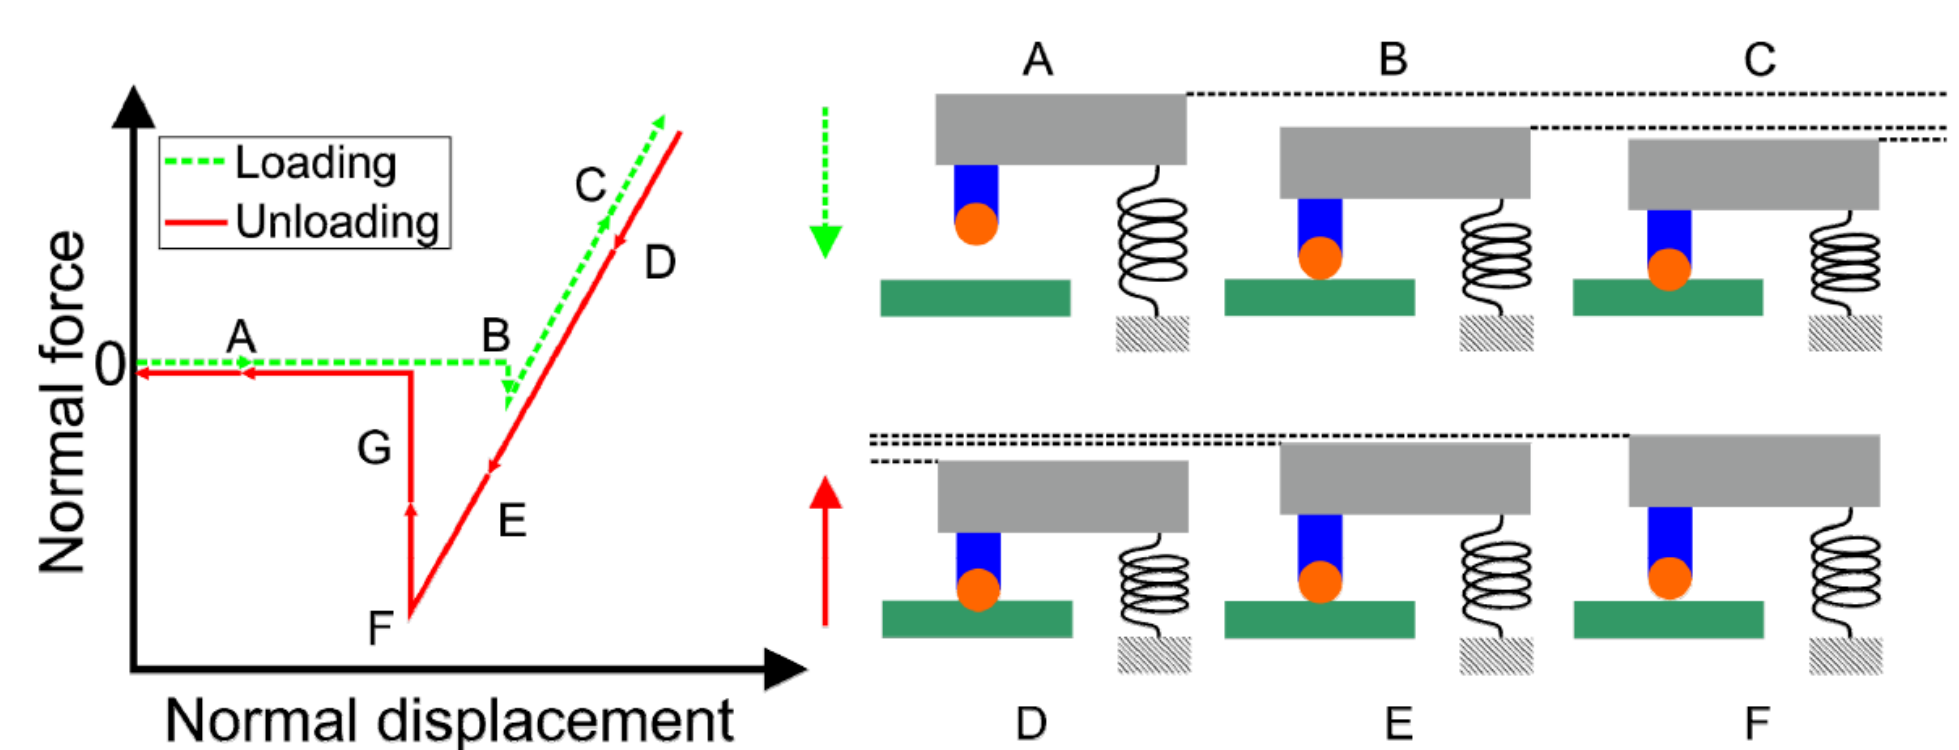 Normal force
0
Loading
Unloading
A
B
C
D
E
F
G
Normal displacement
A
B
C
D
E
F